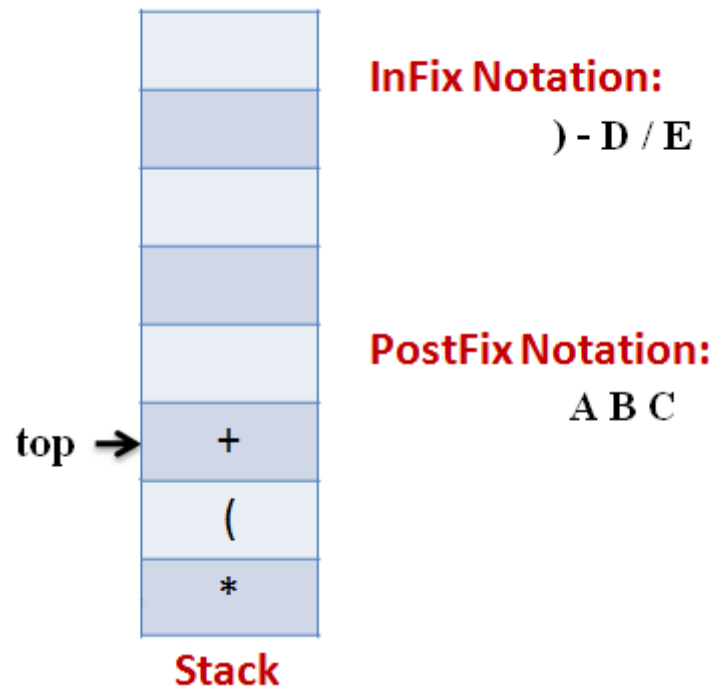 InFix Notation:
) - D / E
PostFix Notation:
A B C
top
+
(
*
Stack